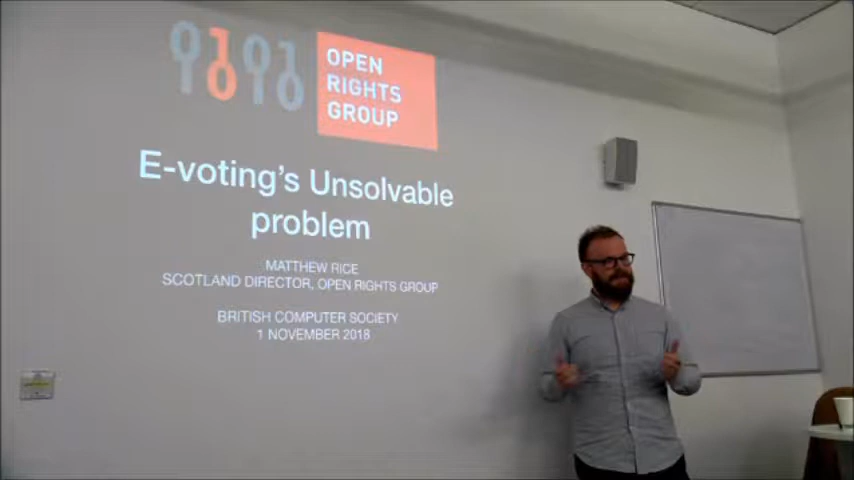 OPEN
RIGHTS
GROUP
E-voting's Unsolvable
problem
MATTHEW RICE
SCOTLAND DIRECTOR, OPEN RIGHTS GROUP
BRITISH COMPUTER SOCIETY
1 NOVEMBER 2018